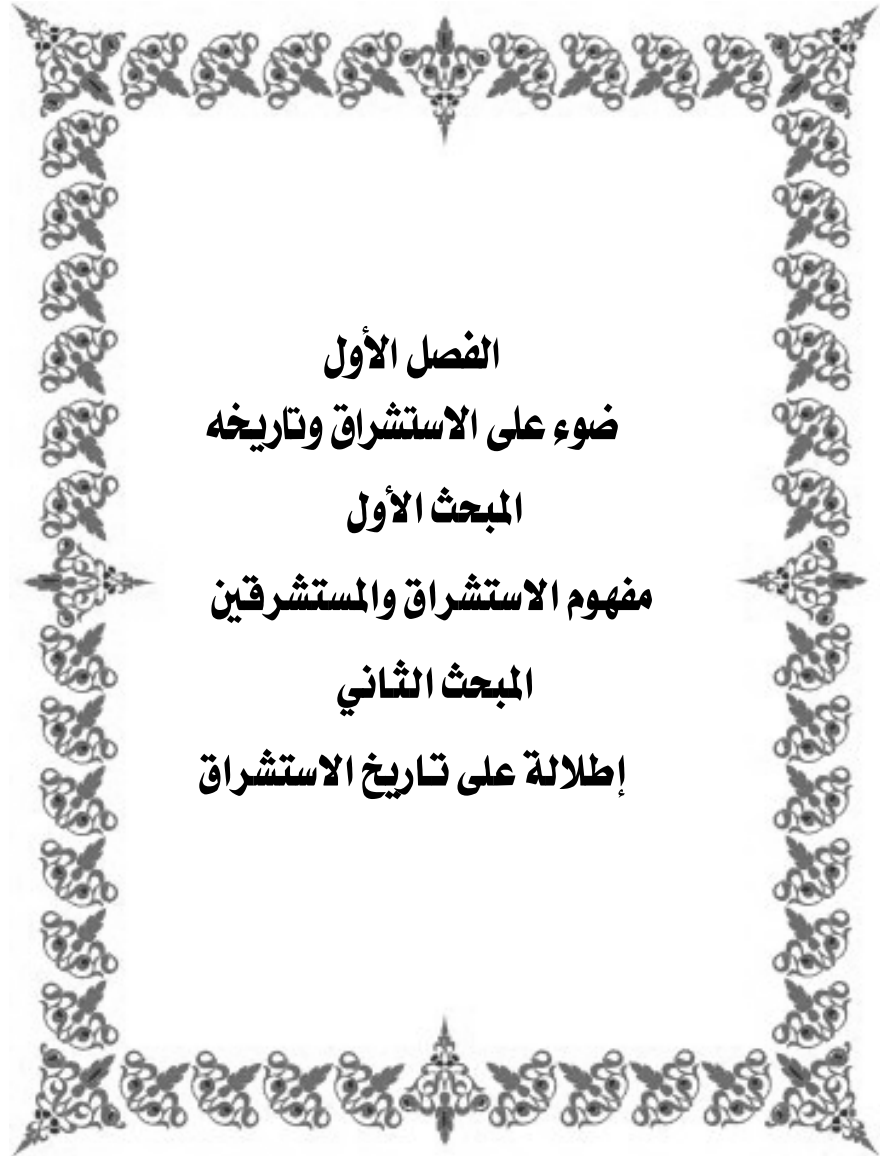 الفصل الأول
ضوء على الاستشراق وتاريخه
المبحث الأول
مفهوم الاستشراق والمستشرقين
المبحث الثاني
إطلالة على تاريخ الاستشراق